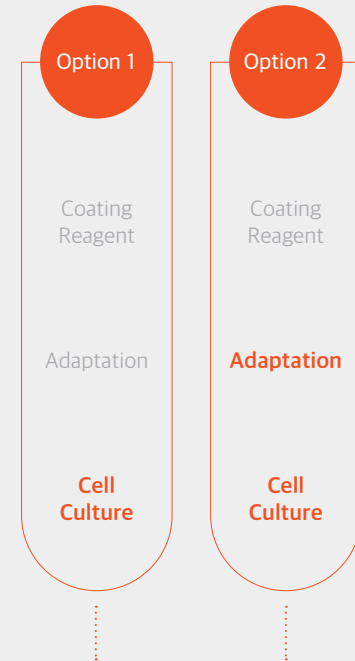 Option 1
Coating
Reagent
Adaptation
Cell
Culture
Option 2
Coating
Reagent
Adaptation
Cell
Culture